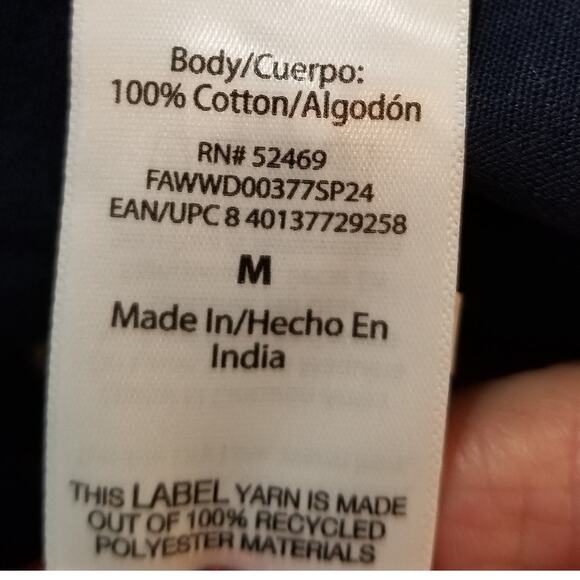 Body/Cuerpo:
100% Cotton/Algodón
RN# 52469
FAWWD00377SP24
EAN/UPC 8 40137729258
M
Made In/Hecho En
India
THIS LABEL YARN IS MADE
OUT OF 100% RECYCLED
POLYESTER MATERIALS